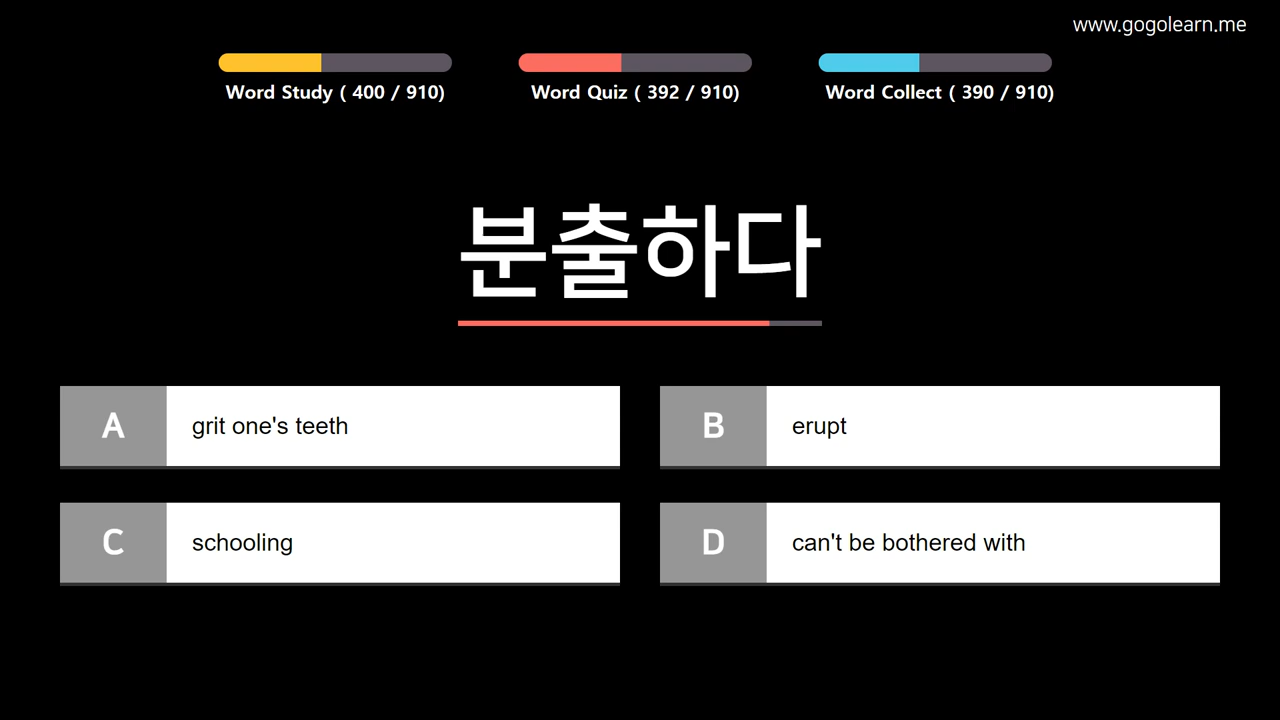 www.gogolearn.me
Word Study ( 400 / 910)
Word Quiz ( 392 / 910)
Word Collect ( 390 / 910)
분출하다
A grit one's teeth
B erupt
C schooling
D can't be bothered with